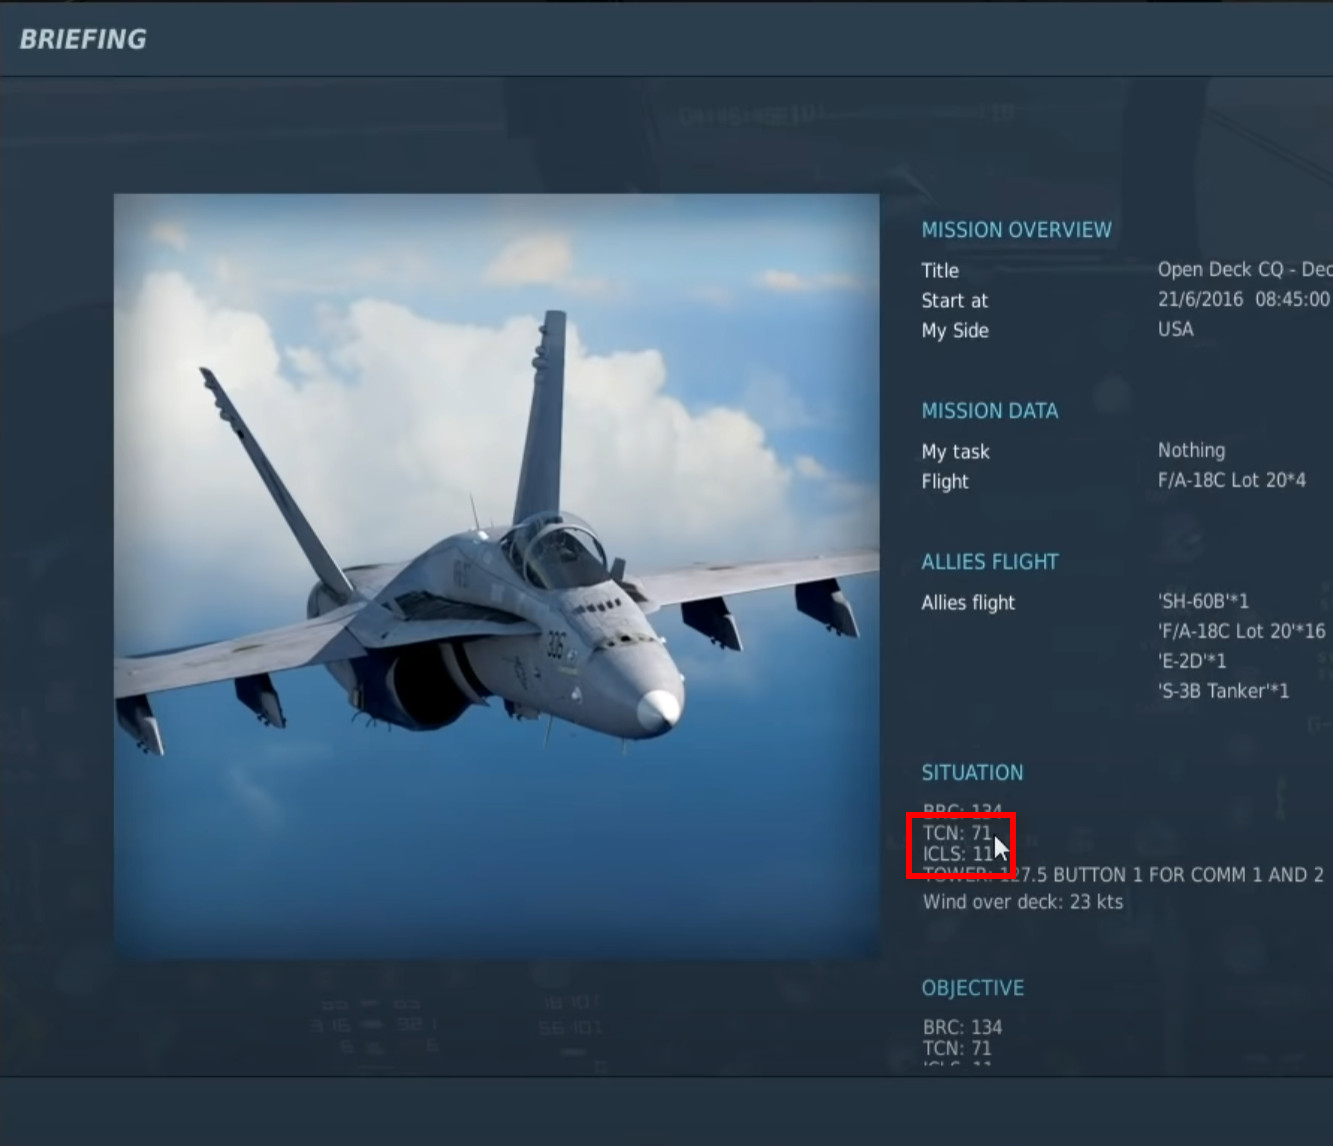 BRIEFING
MISSION OVERVIEW
Title Open Deck CQ - Dec
Start at 21/6/2016 08:45:00
My Side USA
MISSION DATA
My task Nothing
Flight F/A-18C Lot 20*4
ALLIES FLIGHT
Allies flight 'SH-60B'*1
'F/A-18C Lot 20'*16
'E-2D'*1
'S-3B Tanker'*1
306
SITUATION
BRC: 134
TCN: 71
ICLS: 11
TOWER: 127.5 BUTTON 1 FOR COMM 1 AND 2
Wind over deck: 23 kts
OBJECTIVE
BRC: 134
TCN: 71
ICLS: 11